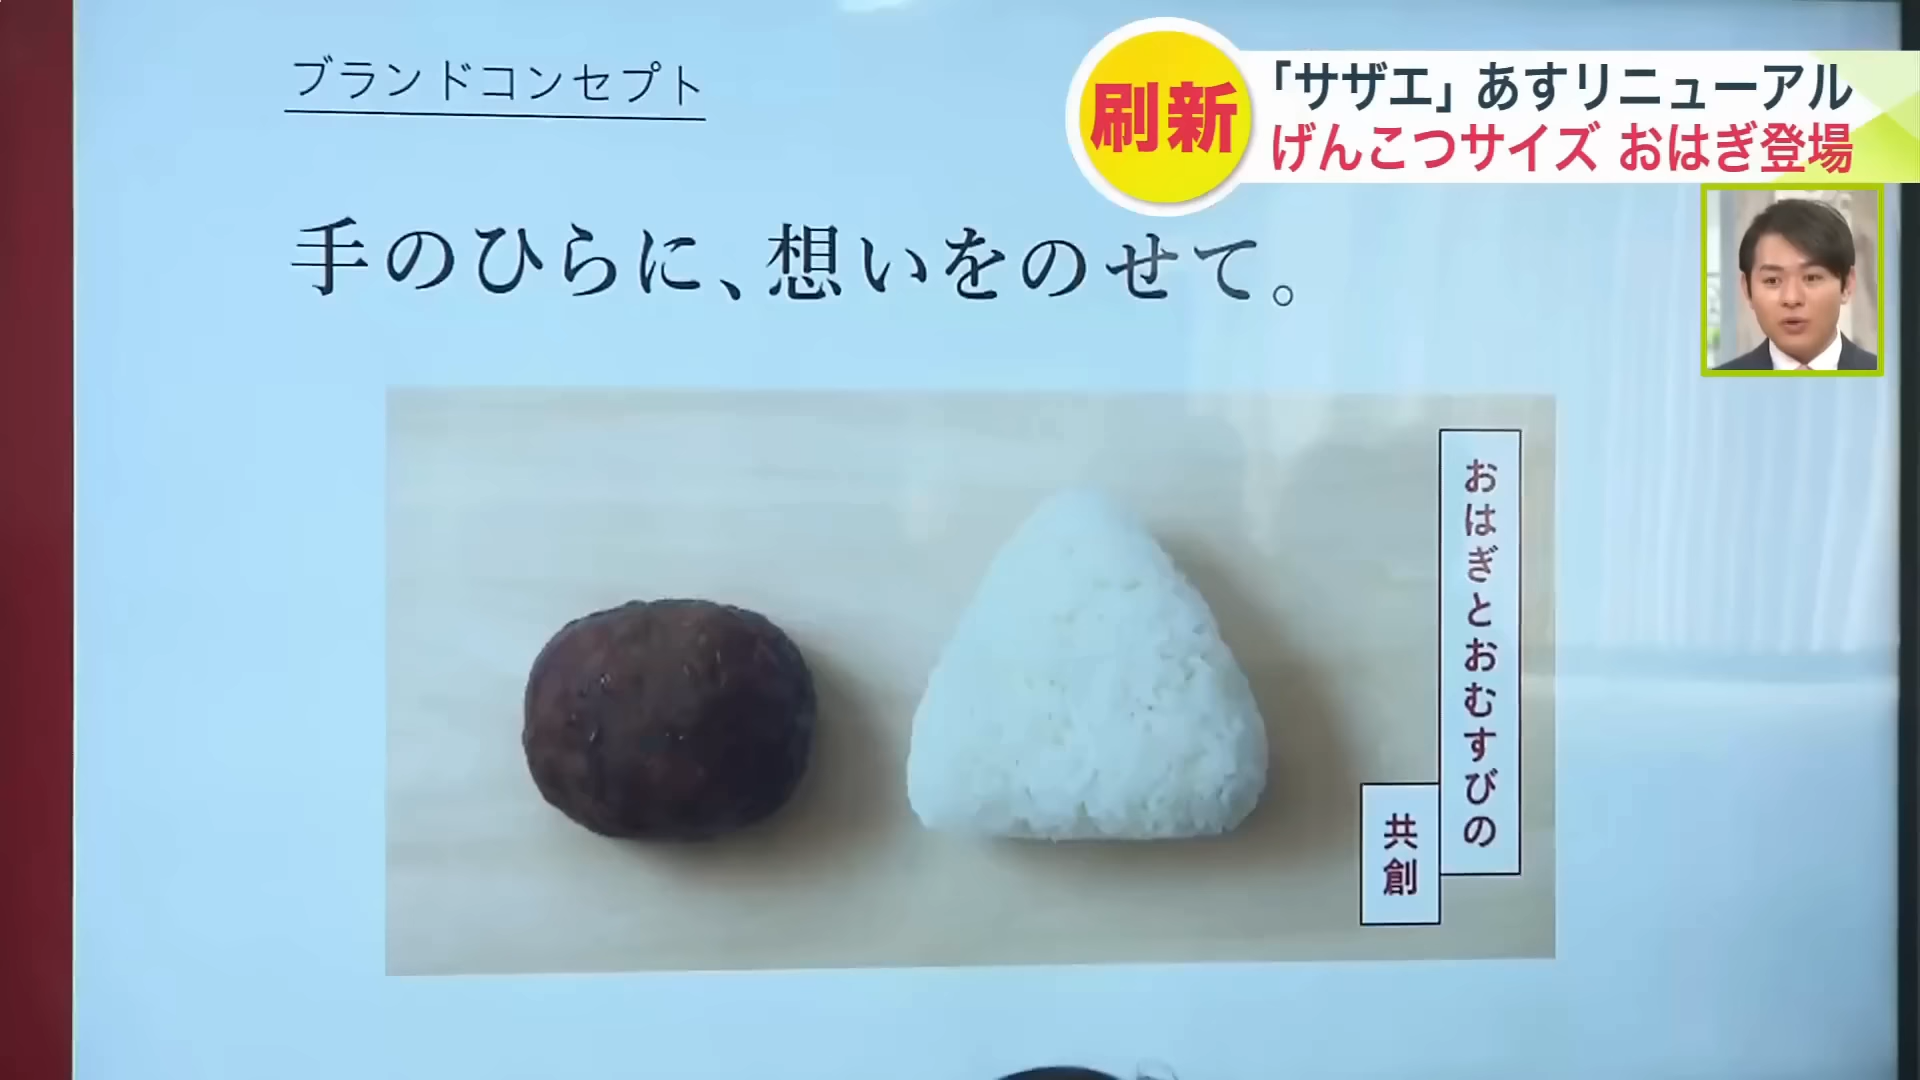 ブランドコンセプト
手のひらに、想いをのせて。
刷新
「サザエ」あすリニューアル
げんこつサイズ おはぎ登場
おはぎとおむすびの
共創